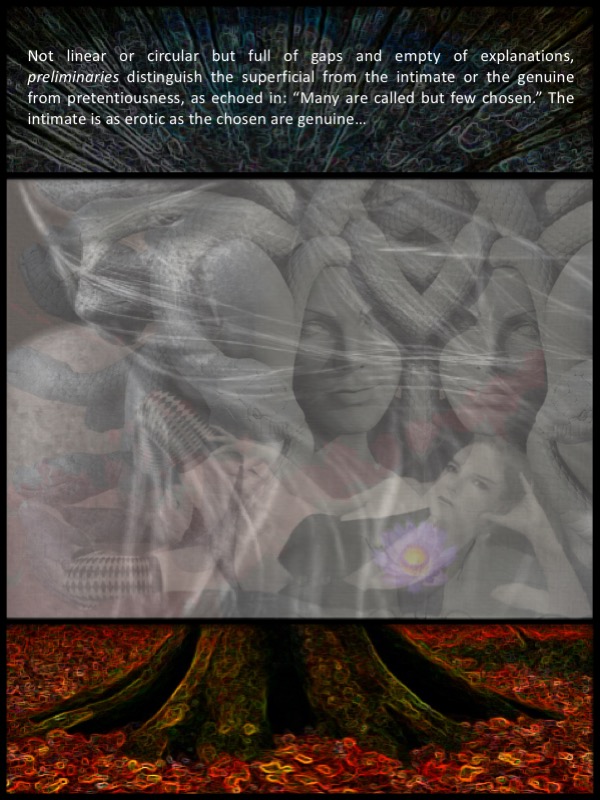 Not linear or circular but full of gaps and empty of explanations,
preliminaries distinguish the superficial from the intimate or the genuine
from pretentiousness, as echoed in: “Many are called but few chosen.” The
intimate is as erotic as the chosen are genuine…